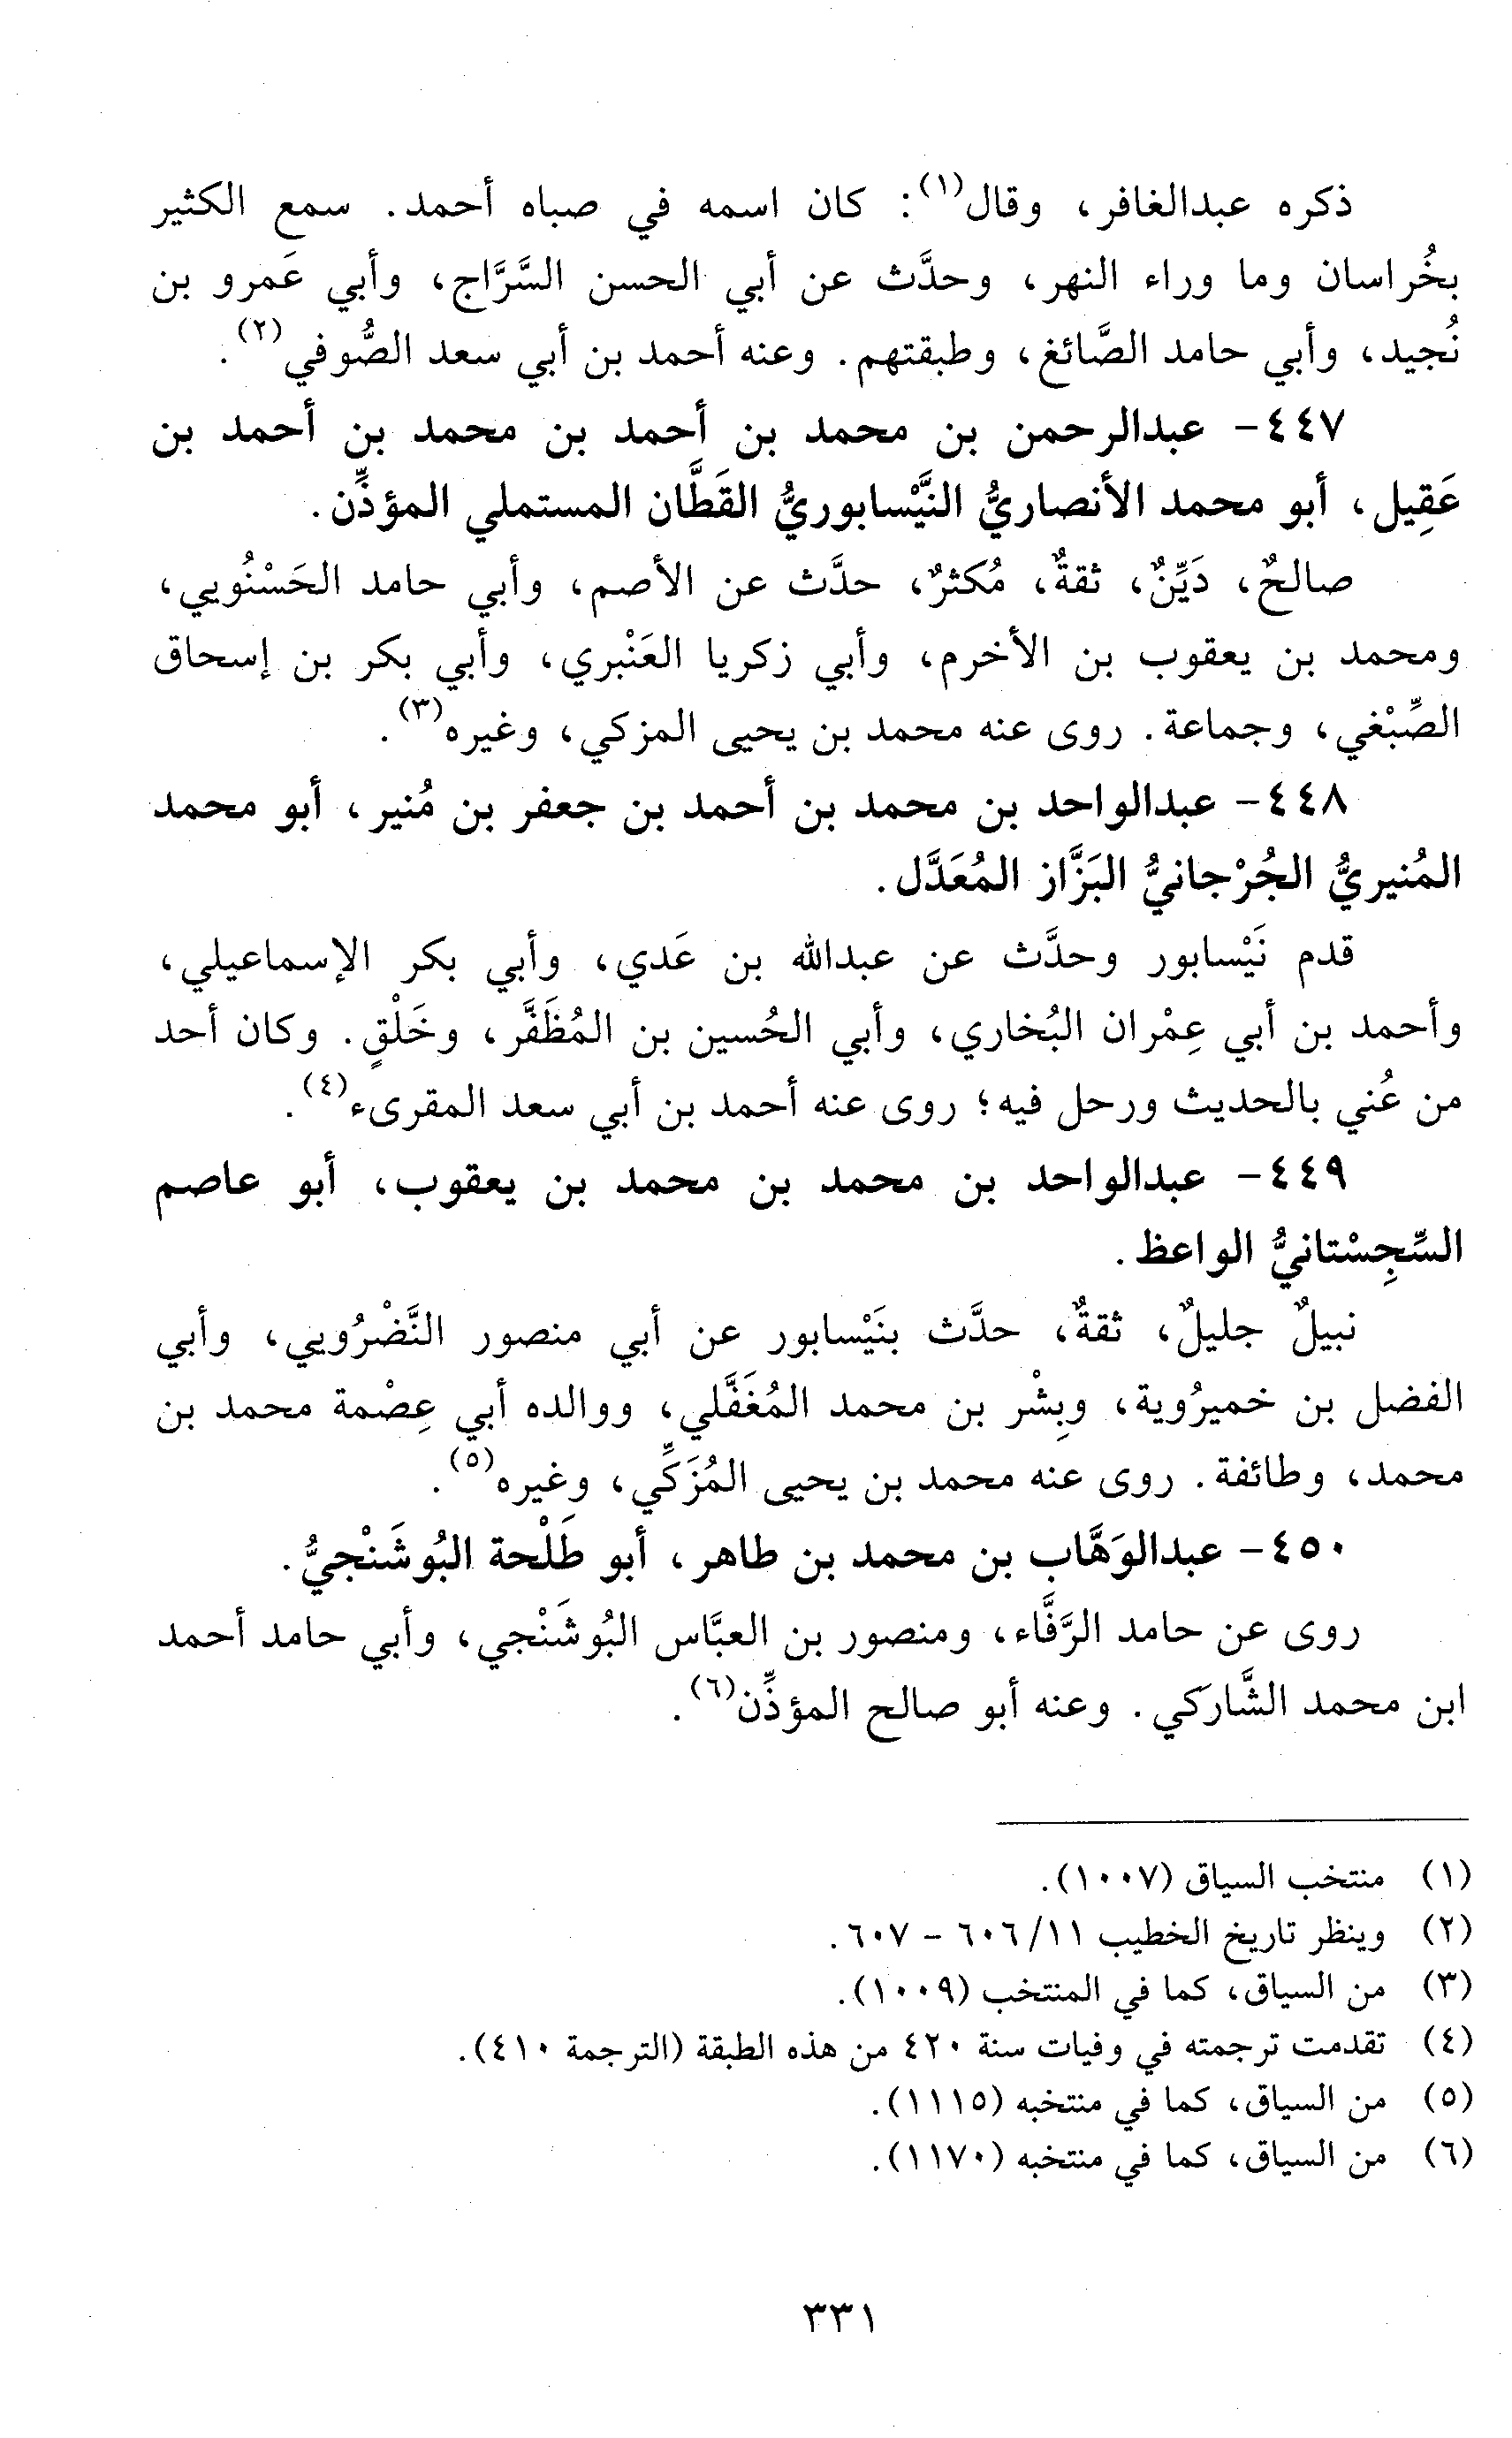 ذكره عبدالغافر، وقال(١): كان اسمه في صباه أحمد. سمع الكثير
بخُراسان وما وراء النهر، وحدَّث عن أبي الحسن السَّرَّاج، وأبي عَمرو بن
نُجيد، وأبي حامد الصَّائغ، وطبقتهم. وعنه أحمد بن أبي سعد الصُّوفي(٢).
٤٤٧- عبدالرحمن بن محمد بن أحمد بن محمد بن أحمد بن
عَقِيل، أبو محمد الأنصاريُّ النَّيْسابوريُّ القَطَّان المستملي المؤذِّن.
صالحٌ، دَيِّنٌ، ثقةٌ، مُكثرٌ، حدَّث عن الأصم، وأبي حامد الحَسْنُويي،
ومحمد بن يعقوب بن الأخرم، وأبي زكريا العَنْبري، وأبي بكر بن إسحاق
الصِّبْغي، وجماعة. روى عنه محمد بن يحيى المزكي، وغيره(٣).
٤٤٨- عبدالواحد بن محمد بن أحمد بن جعفر بن مُنير، أبو محمد
المُنيريُّ الجُرْجانيُّ البَزَّاز المُعَدَّل.
قدم نَيْسابور وحدَّث عن عبدالله بن عَدي، وأبي بكر الإسماعيلي،
وأحمد بن أبي عِمْران البُخاري، وأبي الحُسين بن المُظَفَّر، وخَلْقٍ. وكان أحد
من عُني بالحديث ورحل فيه؛ روى عنه أحمد بن أبي سعد المقرىء(٤).
٤٤٩- عبدالواحد بن محمد بن محمد بن يعقوب، أبو عاصم
السِّجِسْتانيُّ الواعظ.
نبيلٌ جليلٌ، ثقةٌ، حدَّث بنَيْسابور عن أبي منصور النَّضْرُويي، وأبي
الفضل بن خميرُوية، وبِشْر بن محمد المُغَفَّلي، ووالده أبي عِصْمة محمد بن
محمد، وطائفة. روى عنه محمد بن يحيى المُزَكِّي، وغيره(٥).
٤٥٠- عبدالوَهَّاب بن محمد بن طاهر، أبو طَلْحة البُوشَنْجيُّ.
روى عن حامد الرَّفَّاء، ومنصور بن العبَّاس البُوشَنْجي، وأبي حامد أحمد
ابن محمد الشَّارَكي. وعنه أبو صالح المؤذِّن(٦).
(١) منتخب السياق (١٠٠٧).
(٢) وينظر تاريخ الخطيب ١١/ ٦٠٦ - ٦٠٧.
(٣) من السياق، كما في المنتخب (١٠٠٩).
(٤) تقدمت ترجمته في وفيات سنة ٤٢٠ من هذه الطبقة (الترجمة ٤١٠).
(٥) من السياق، كما في منتخبه (١١١٥).
(٦) من السياق، كما في منتخبه (١١٧٠).
٣٣١